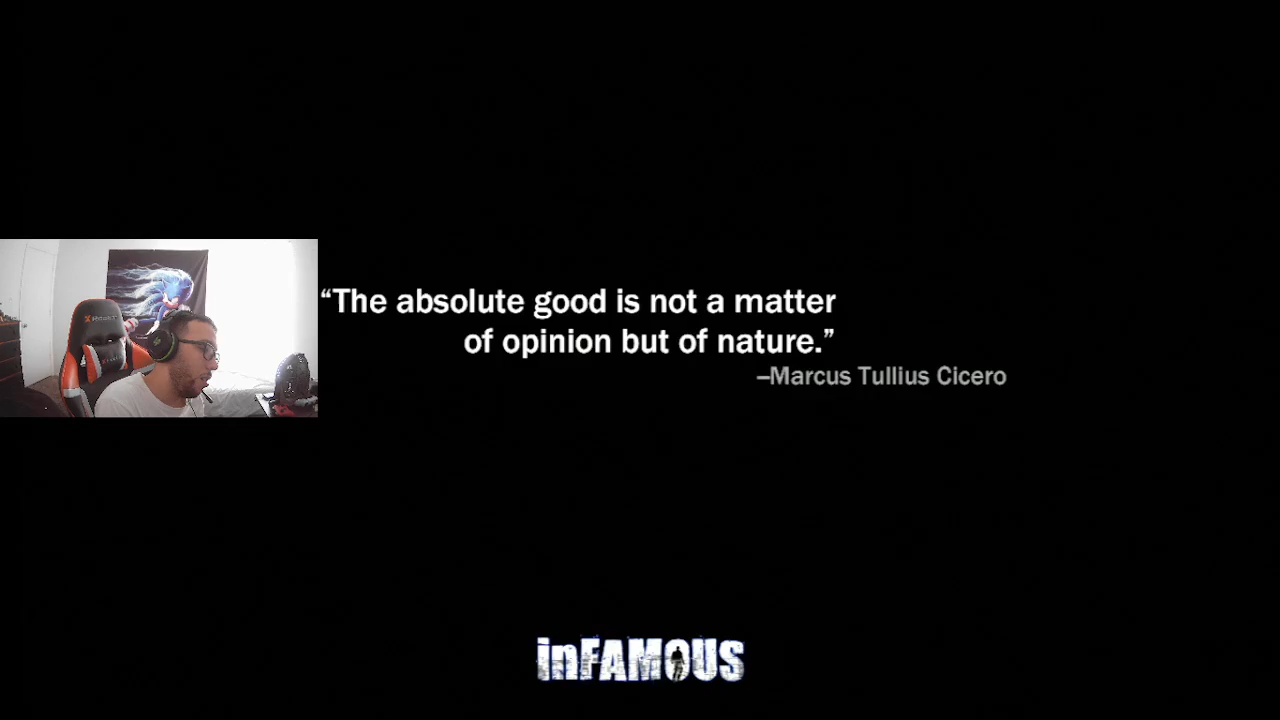 “The absolute good is not a matter
of opinion but of nature.”
–Marcus Tullius Cicero
inFAMOUS